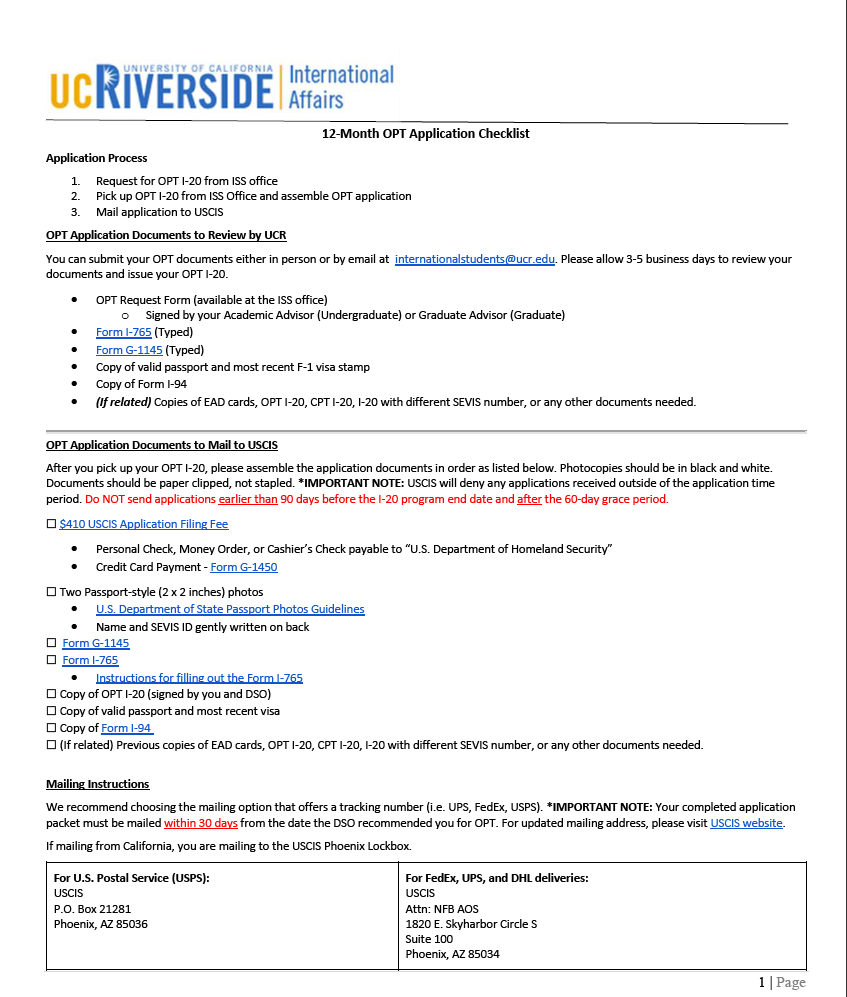 UNIVERSITY OF CALIFORNIA
UCRIVERSIDE
International
Affairs
12-Month OPT Application Checklist
Application Process
1. Request for OPT I-20 from ISS office
2. Pick up OPT I-20 from ISS Office and assemble OPT application
3. Mail application to USCIS
OPT Application Documents to Review by UCR
You can submit your OPT documents either in person or by email at internationalstudents@ucr.edu. Please allow 3-5 business days to review your
documents and issue your OPT I-20.
• OPT Request Form (available at the ISS office)
o Signed by your Academic Advisor (Undergraduate) or Graduate Advisor (Graduate)
• Form I-765 (Typed)
• Form G-1145 (Typed)
• Copy of valid passport and most recent F-1 visa stamp
• Copy of Form I-94
• (If related) Copies of EAD cards, OPT I-20, CPT I-20, I-20 with different SEVIS number, or any other documents needed.
OPT Application Documents to Mail to USCIS
After you pick up your OPT I-20, please assemble the application documents in order as listed below. Photocopies should be in black and white.
Documents should be paper clipped, not stapled. *IMPORTANT NOTE: USCIS will deny any applications received outside of the application time
period. Do NOT send applications earlier than 90 days before the I-20 program end date and after the 60-day grace period.
☐ $410 USCIS Application Filing Fee
• Personal Check, Money Order, or Cashier's Check payable to "U.S. Department of Homeland Security"
• Credit Card Payment - Form G-1450
☐ Two Passport-style (2 x 2 inches) photos
• U.S. Department of State Passport Photos Guidelines
• Name and SEVIS ID gently written on back
☐ Form G-1145
☐ Form I-765
• Instructions for filling out the Form I-765
☐ Copy of OPT I-20 (signed by you and DSO)
☐ Copy of valid passport and most recent visa
☐ Copy of Form I-94
☐ (If related) Previous copies of EAD cards, OPT I-20, CPT I-20, I-20 with different SEVIS number, or any other documents needed.
Mailing Instructions
We recommend choosing the mailing option that offers a tracking number (i.e. UPS, FedEx, USPS). *IMPORTANT NOTE: Your completed application
packet must be mailed within 30 days from the date the DSO recommended you for OPT. For updated mailing address, please visit USCIS website.
If mailing from California, you are mailing to the USCIS Phoenix Lockbox.
For U.S. Postal Service (USPS):
USCIS
P.O. Box 21281
Phoenix, AZ 85036
For FedEx, UPS, and DHL deliveries:
USCIS
Attn: NFB AOS
1820 E. Skyharbor Circle S
Suite 100
Phoenix, AZ 85034
1 | Page